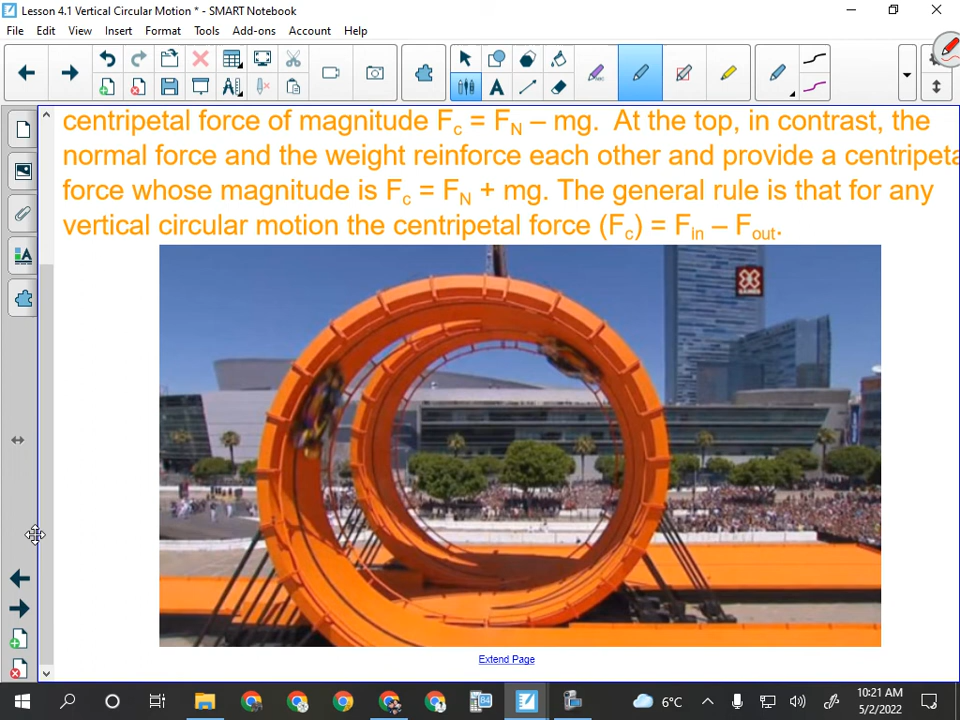 Lesson 4.1 Vertical Circular Motion * - SMART Notebook
File Edit View Insert Format Tools Add-ons Account Help
centripetal force of magnitude Fc = FN – mg. At the top, in contrast, the
normal force and the weight reinforce each other and provide a centripeta
force whose magnitude is Fc = FN + mg. The general rule is that for any
vertical circular motion the centripetal force (Fc) = Fin – Fout.
Extend Page
6°C
10:21 AM
5/2/2022